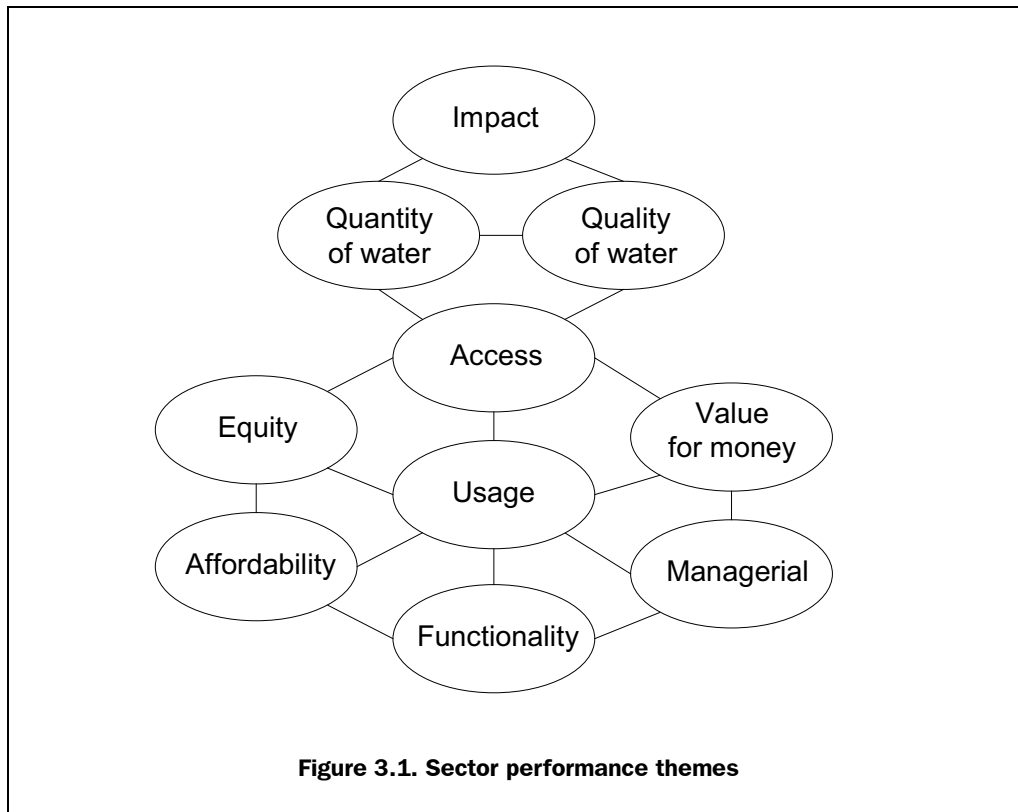 Impact
Quantity
of water
Quality
of water
Access
Equity
Value
for money
Usage
Affordability
Managerial
Functionality
Figure 3.1. Sector performance themes